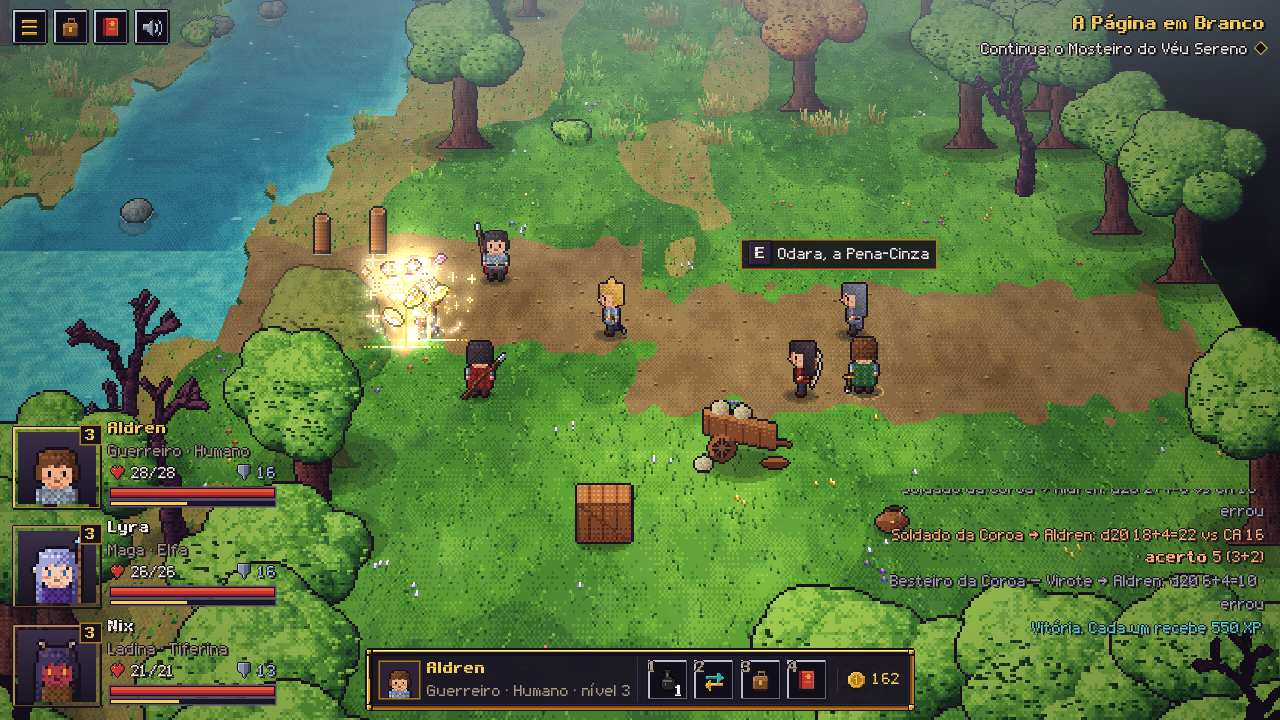 A Página em Branco
Continua: o Mosteiro do Véu Sereno
E Odara, a Pena-Cinza
3
Aldren
Guerreiro · Humano
28/28 16
3
Lyra
Maga · Elfa
26/26 16
3
Nix
Ladina · Tiferina
21/21 13
errou
Soldado da Coroa → Aldren: d20 18+4=22 vs CA 16
acerto 5 (3+2)
Besteiro da Coroa — Virote → Aldren: d20 6+4=10
errou
Vitória. Cada um recebe 550 XP.
Aldren
Guerreiro · Humano · nível 3
1 1 2 3 4
162